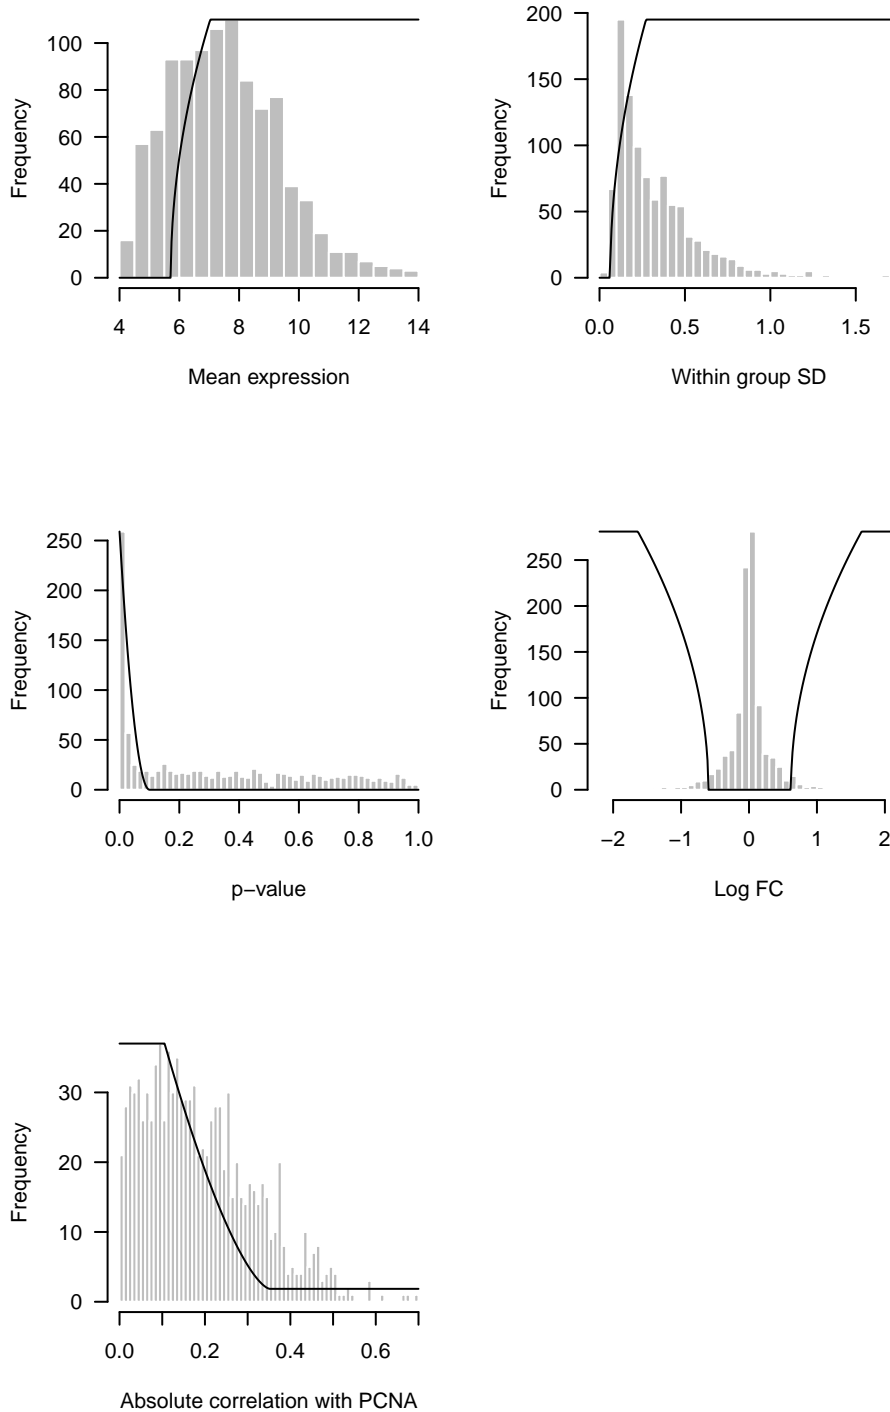 Frequency
100
80
60
40
20
0
4 6 8 10 12 14
Mean expression
Frequency
200
150
100
50
0
0.0 0.5 1.0 1.5
Within group SD
Frequency
250
200
150
100
50
0
0.0 0.2 0.4 0.6 0.8 1.0
p−value
Frequency
250
200
150
100
50
0
−2 −1 0 1 2
Log FC
Frequency
30
20
10
0
0.0 0.2 0.4 0.6
Absolute correlation with PCNA